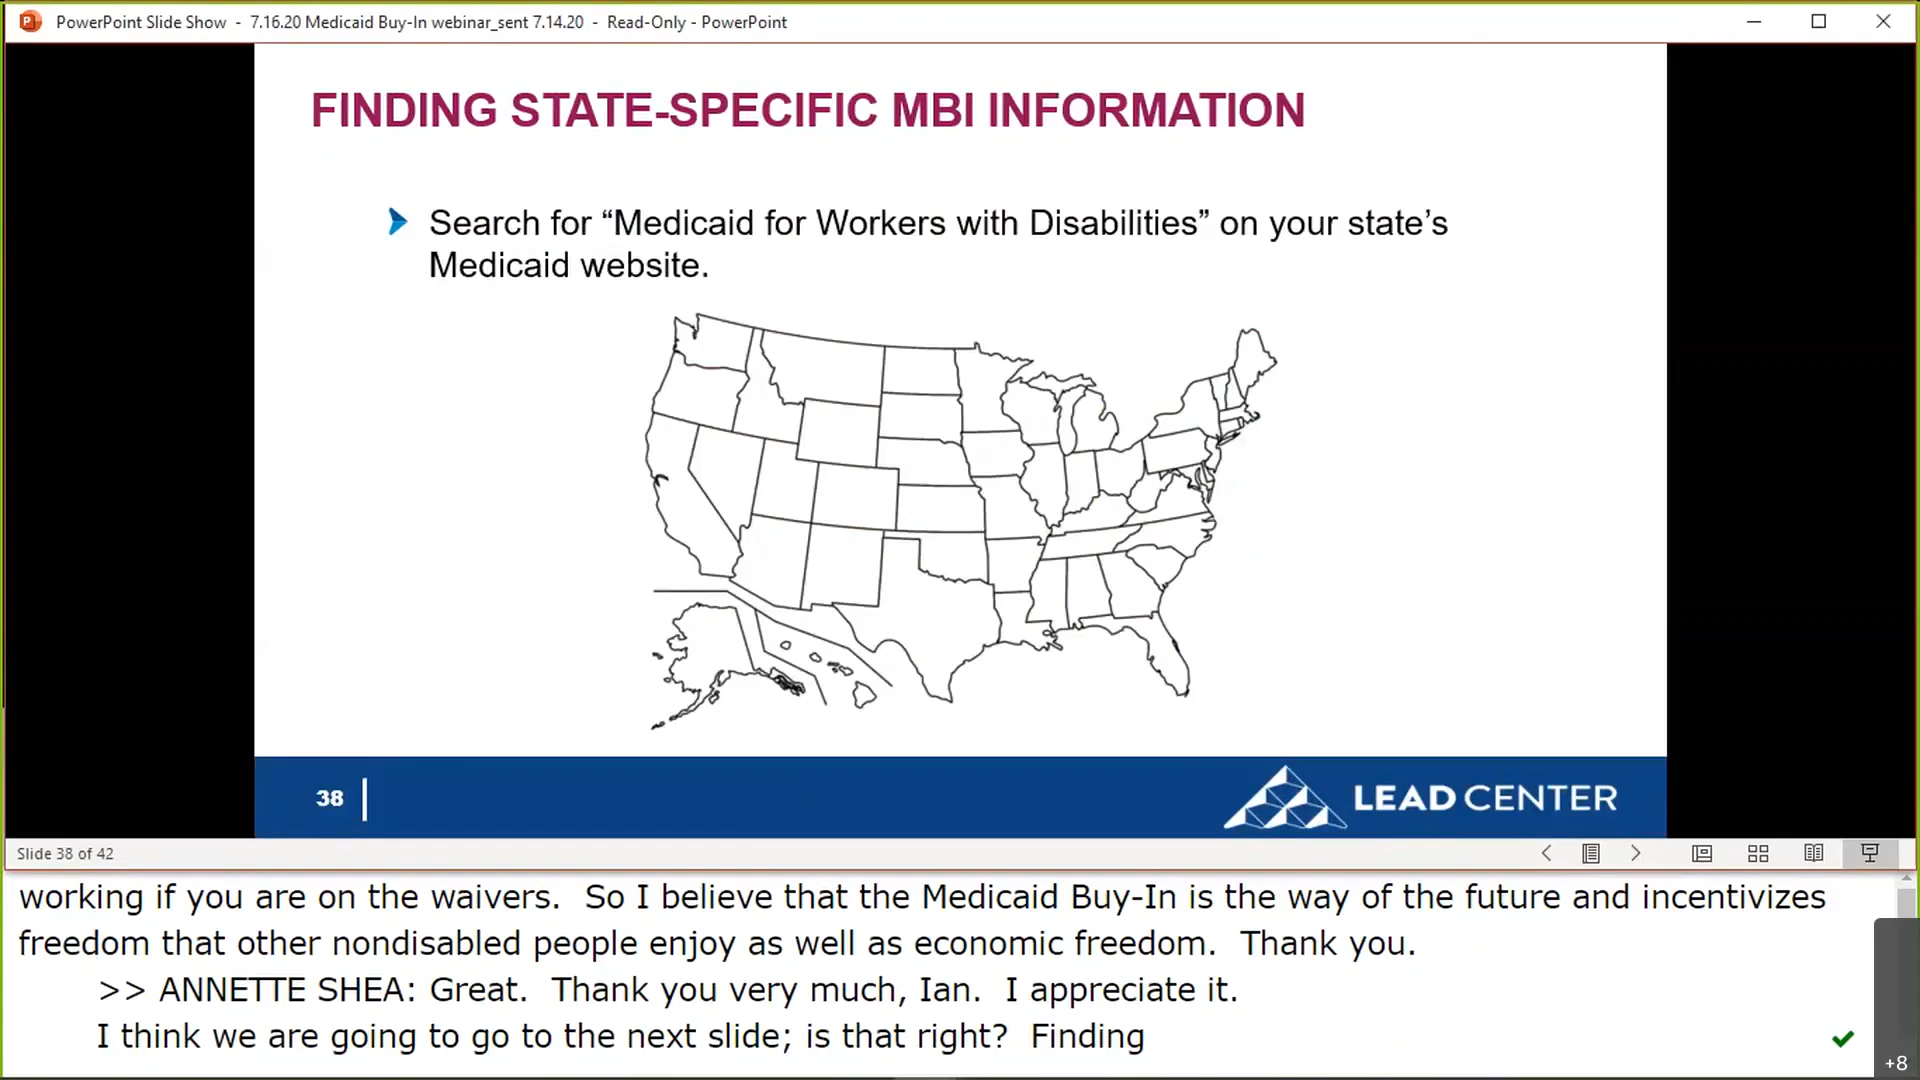 PowerPoint Slide Show - 7.16.20 Medicaid Buy-In webinar_sent 7.14.20 - Read-Only - PowerPoint
FINDING STATE-SPECIFIC MBI INFORMATION
Search for “Medicaid for Workers with Disabilities” on your state’s
Medicaid website.
38
LEAD CENTER
Slide 38 of 42
working if you are on the waivers. So I believe that the Medicaid Buy-In is the way of the future and incentivizes
freedom that other nondisabled people enjoy as well as economic freedom. Thank you.
>> ANNETTE SHEA: Great. Thank you very much, Ian. I appreciate it.
I think we are going to go to the next slide; is that right? Finding
+8